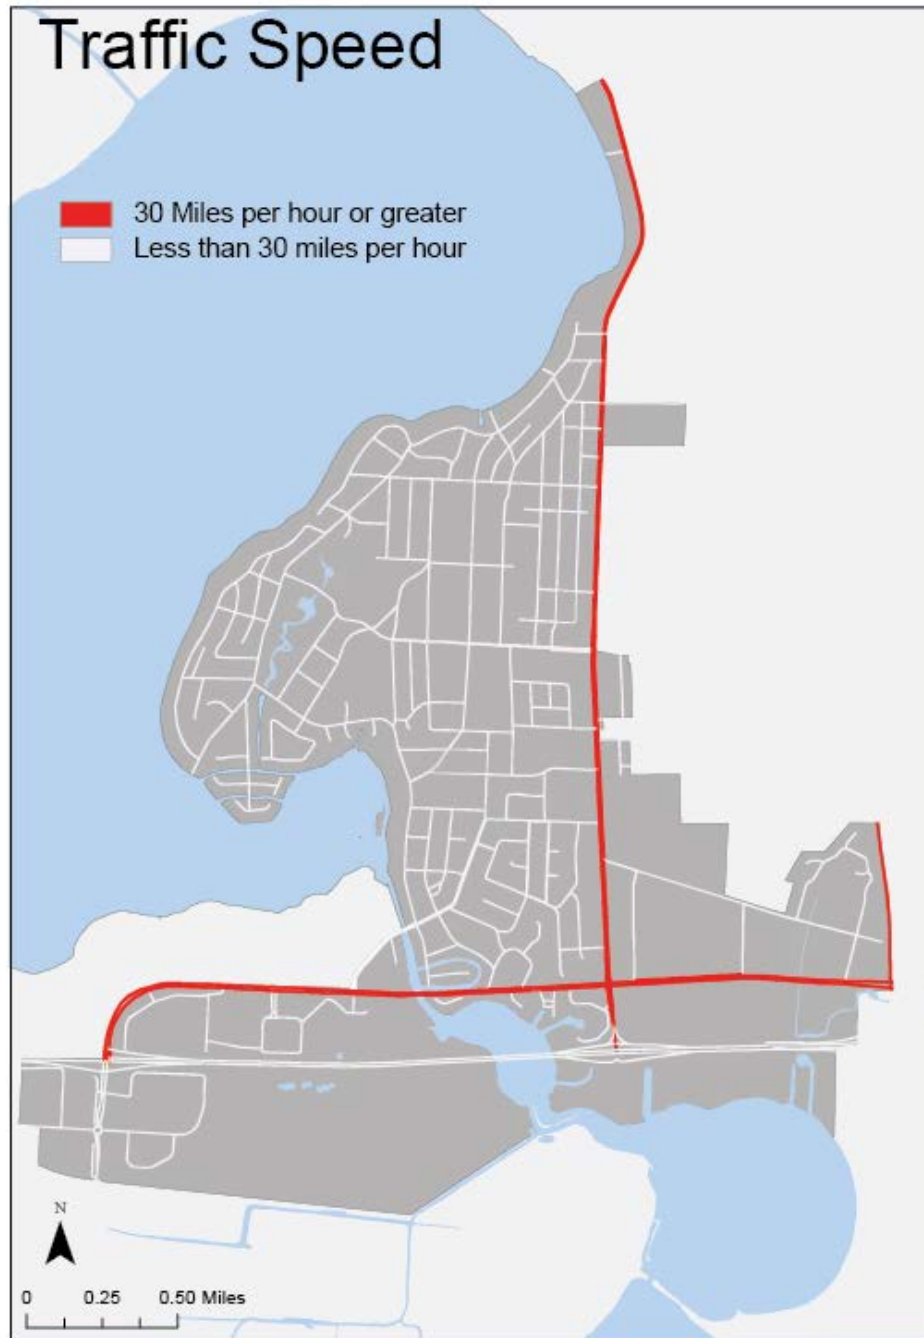 Traffic Speed
30 Miles per hour or greater
Less than 30 miles per hour
N
0 0.25 0.50 Miles